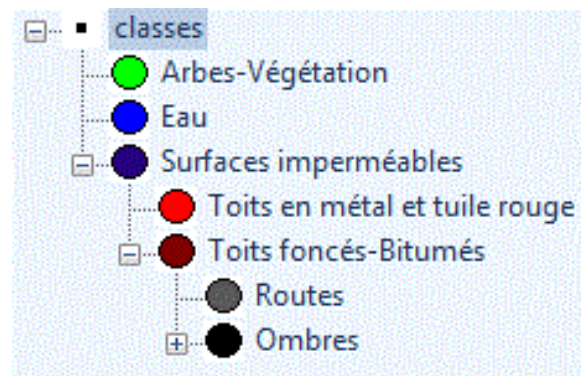 classes
Arbes-Végétation
Eau
Surfaces imperméables
Toits en métal et tuile rouge
Toits foncés-Bitumés
Routes
Ombres